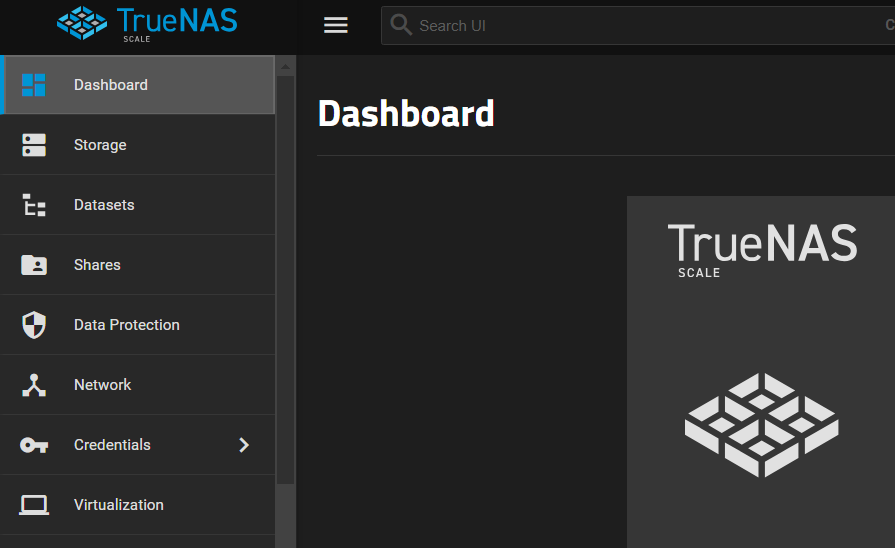 TrueNAS
SCALE
Search UI
Dashboard
Storage
Datasets
Shares
Data Protection
Network
Credentials
Virtualization
Dashboard
TrueNAS
SCALE